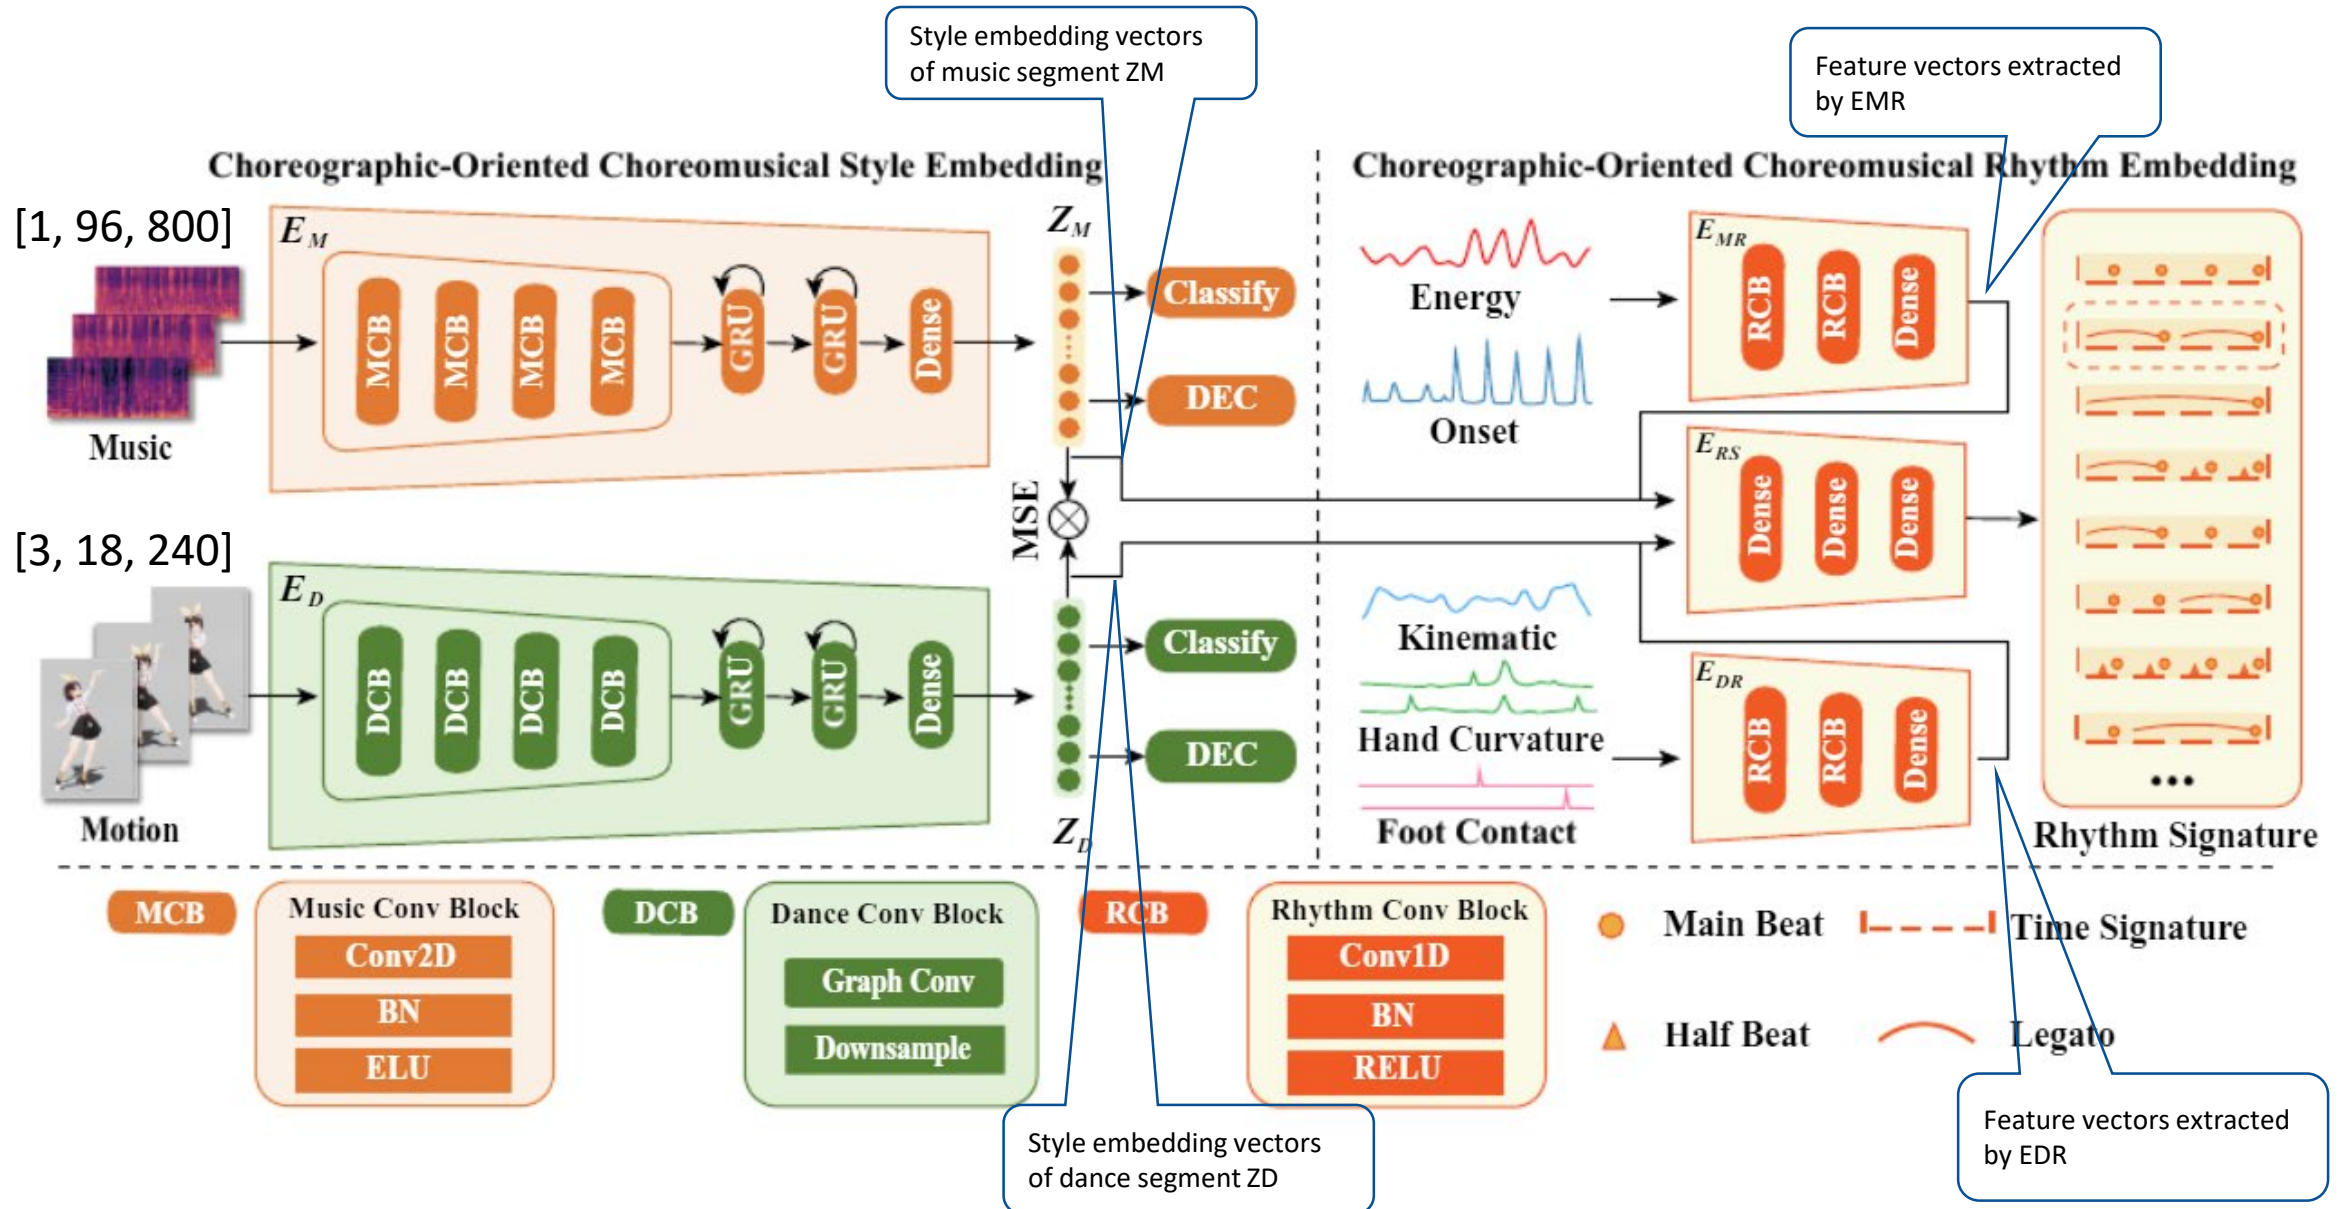 Style embedding vectors
of music segment ZM
Feature vectors extracted
by EMR
Choreographic-Oriented Choreomusical Style Embedding
Choreographic-Oriented Choreomusical Rhythm Embedding
[1, 96, 800]
E_M
MCB
MCB
MCB
MCB
GRU
GRU
Dense
Music
Z_M
Classify
DEC
MSE
[3, 18, 240]
E_D
DCB
DCB
DCB
DCB
GRU
GRU
Dense
Motion
Classify
DEC
Z_D
Energy
Onset
E_MR
RCB
RCB
Dense
E_RS
Dense
Dense
Dense
Kinematic
Hand Curvature
Foot Contact
E_DR
RCB
RCB
Dense
...
Rhythm Signature
MCB
Music Conv Block
Conv2D
BN
ELU
DCB
Dance Conv Block
Graph Conv
Downsample
RCB
Rhythm Conv Block
Conv1D
BN
RELU
Main Beat
Time Signature
Half Beat
Legato
Style embedding vectors
of dance segment ZD
Feature vectors extracted
by EDR